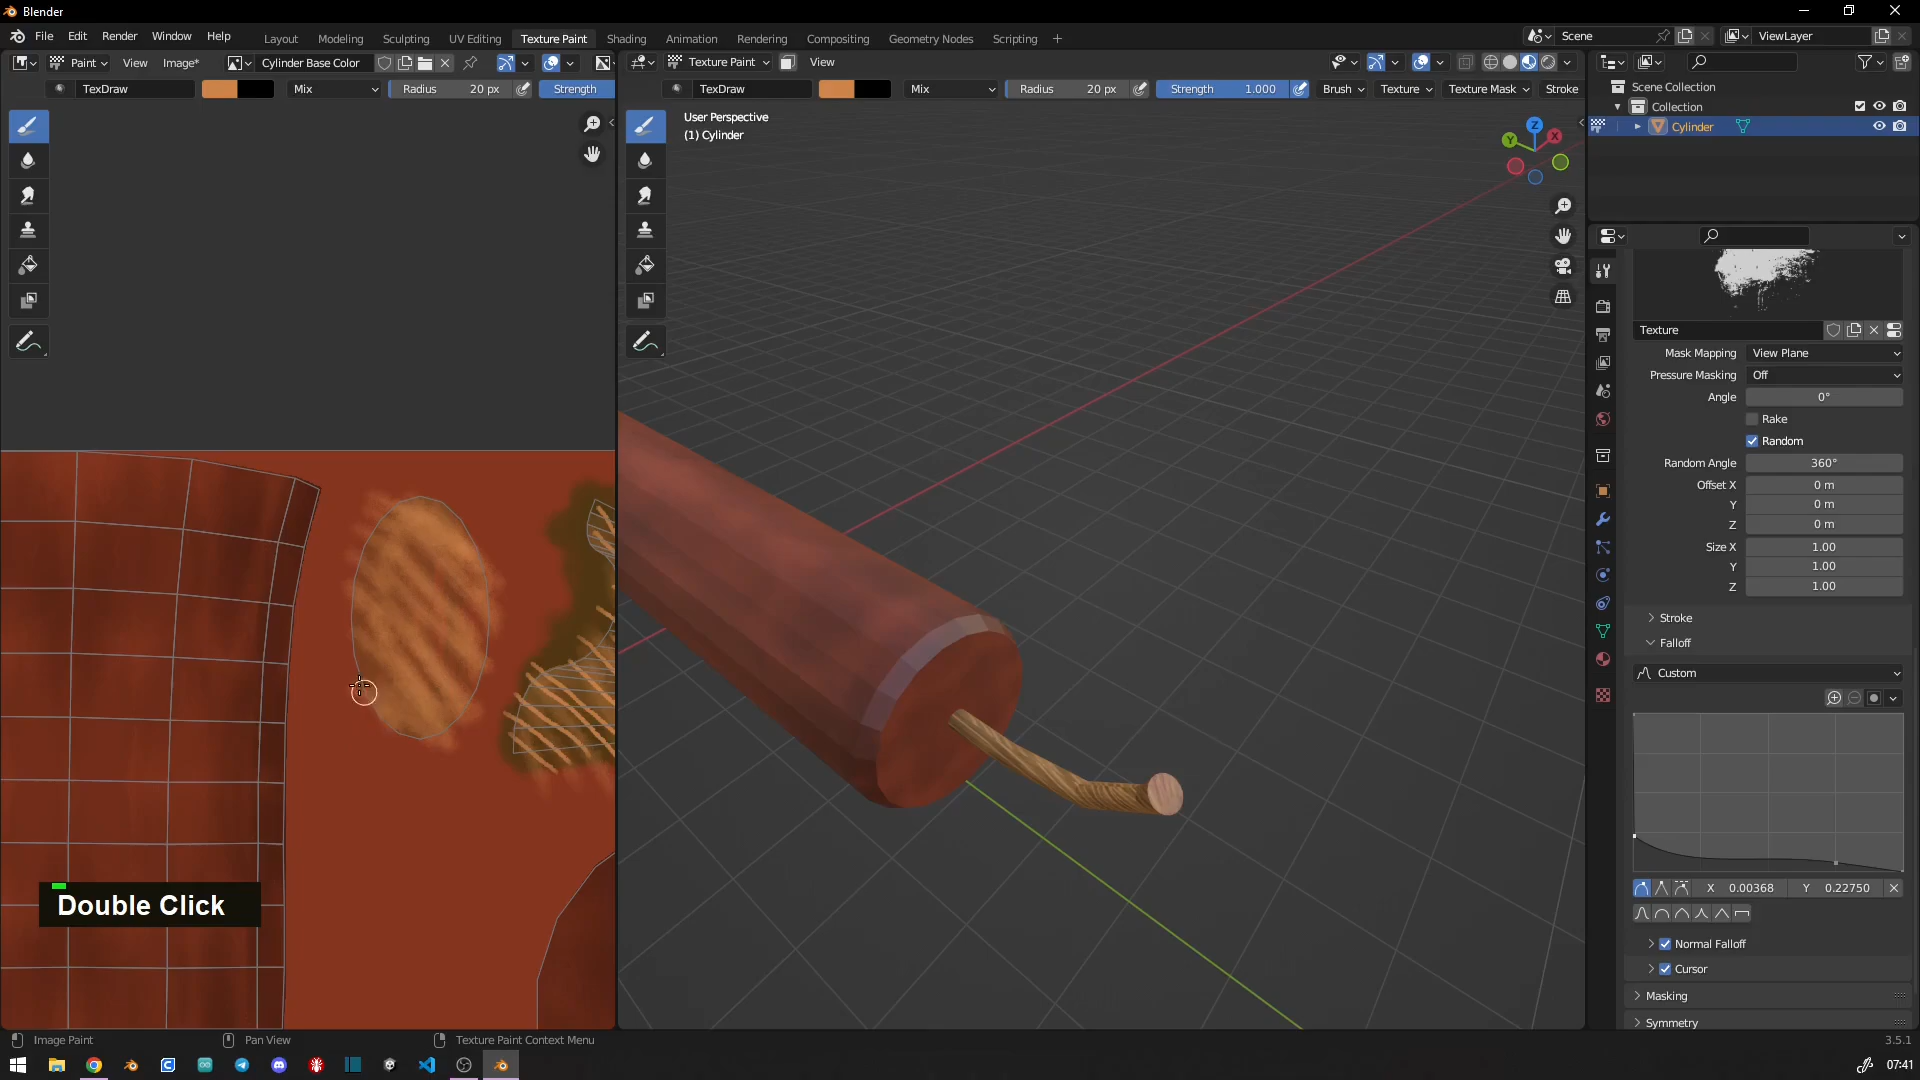 Blender
File Edit Render Window Help
Layout Modeling Sculpting UV Editing Texture Paint Shading Animation Rendering Compositing Geometry Nodes Scripting +
Scene ViewLayer
Paint View Image* Cylinder Base Color
Texture Paint View
TexDraw Mix Radius 20 px Strength
TexDraw Mix Radius 20 px Strength 1.000 Brush Texture Texture Mask Stroke
User Perspective
(1) Cylinder
Z
Y
X
Scene Collection
Collection
Cylinder
Texture
Mask Mapping View Plane
Pressure Masking Off
Angle 0°
Rake
Random
Random Angle 360°
Offset X 0 m
Y 0 m
Z 0 m
Size X 1.00
Y 1.00
Z 1.00
Stroke
Falloff
Custom
X 0.00368 Y 0.22750
Normal Falloff
Cursor
Masking
Symmetry
Double Click
Image Paint Pan View Texture Paint Context Menu 3.5.1
07:41